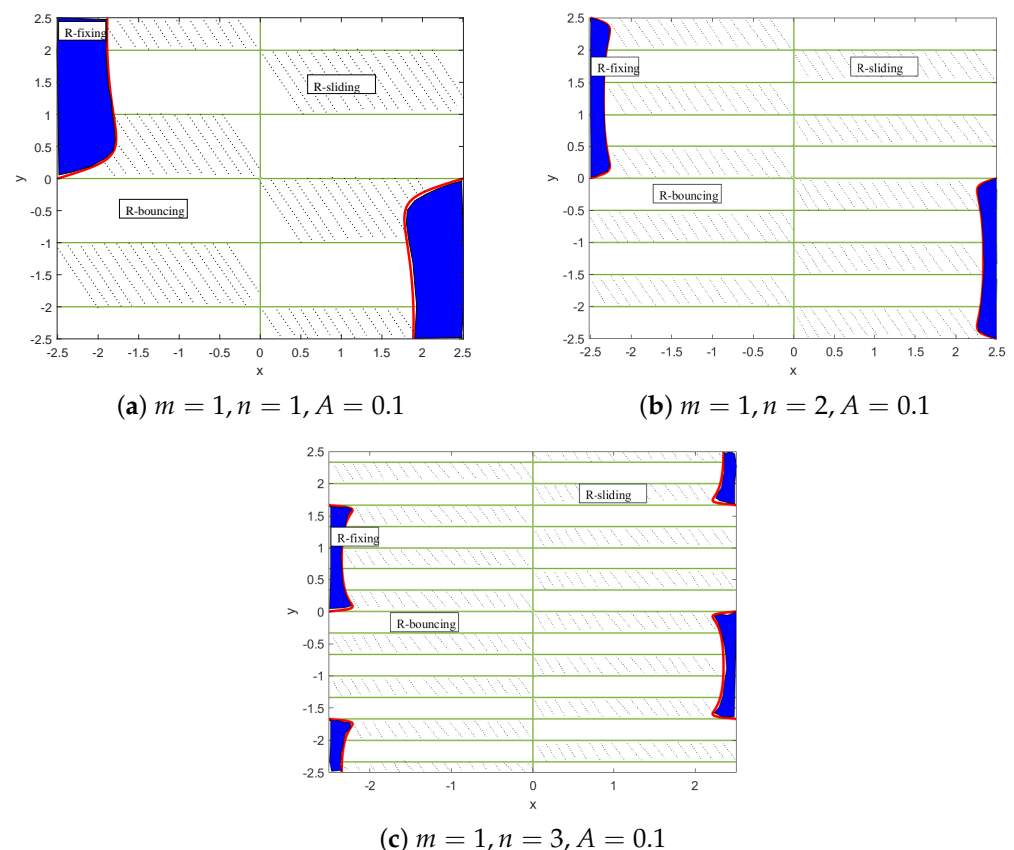 2.5
2
1.5
1
0.5
0
-0.5
-1
-1.5
-2
-2.5
y
R-fixing
R-sliding
R-bouncing
-2.5 -2 -1.5 -1 -0.5 0 0.5 1 1.5 2 2.5
x
(a) m = 1, n = 1, A = 0.1
2.5
2
1.5
1
0.5
0
-0.5
-1
-1.5
-2
-2.5
y
R-fixing
R-sliding
R-bouncing
-2.5 -2 -1.5 -1 -0.5 0 0.5 1 1.5 2 2.5
x
(b) m = 1, n = 2, A = 0.1
2.5
2
1.5
1
0.5
0
-0.5
-1
-1.5
-2
-2.5
y
R-sliding
R-fixing
R-bouncing
-2 -1 0 1 2
x
(c) m = 1, n = 3, A = 0.1